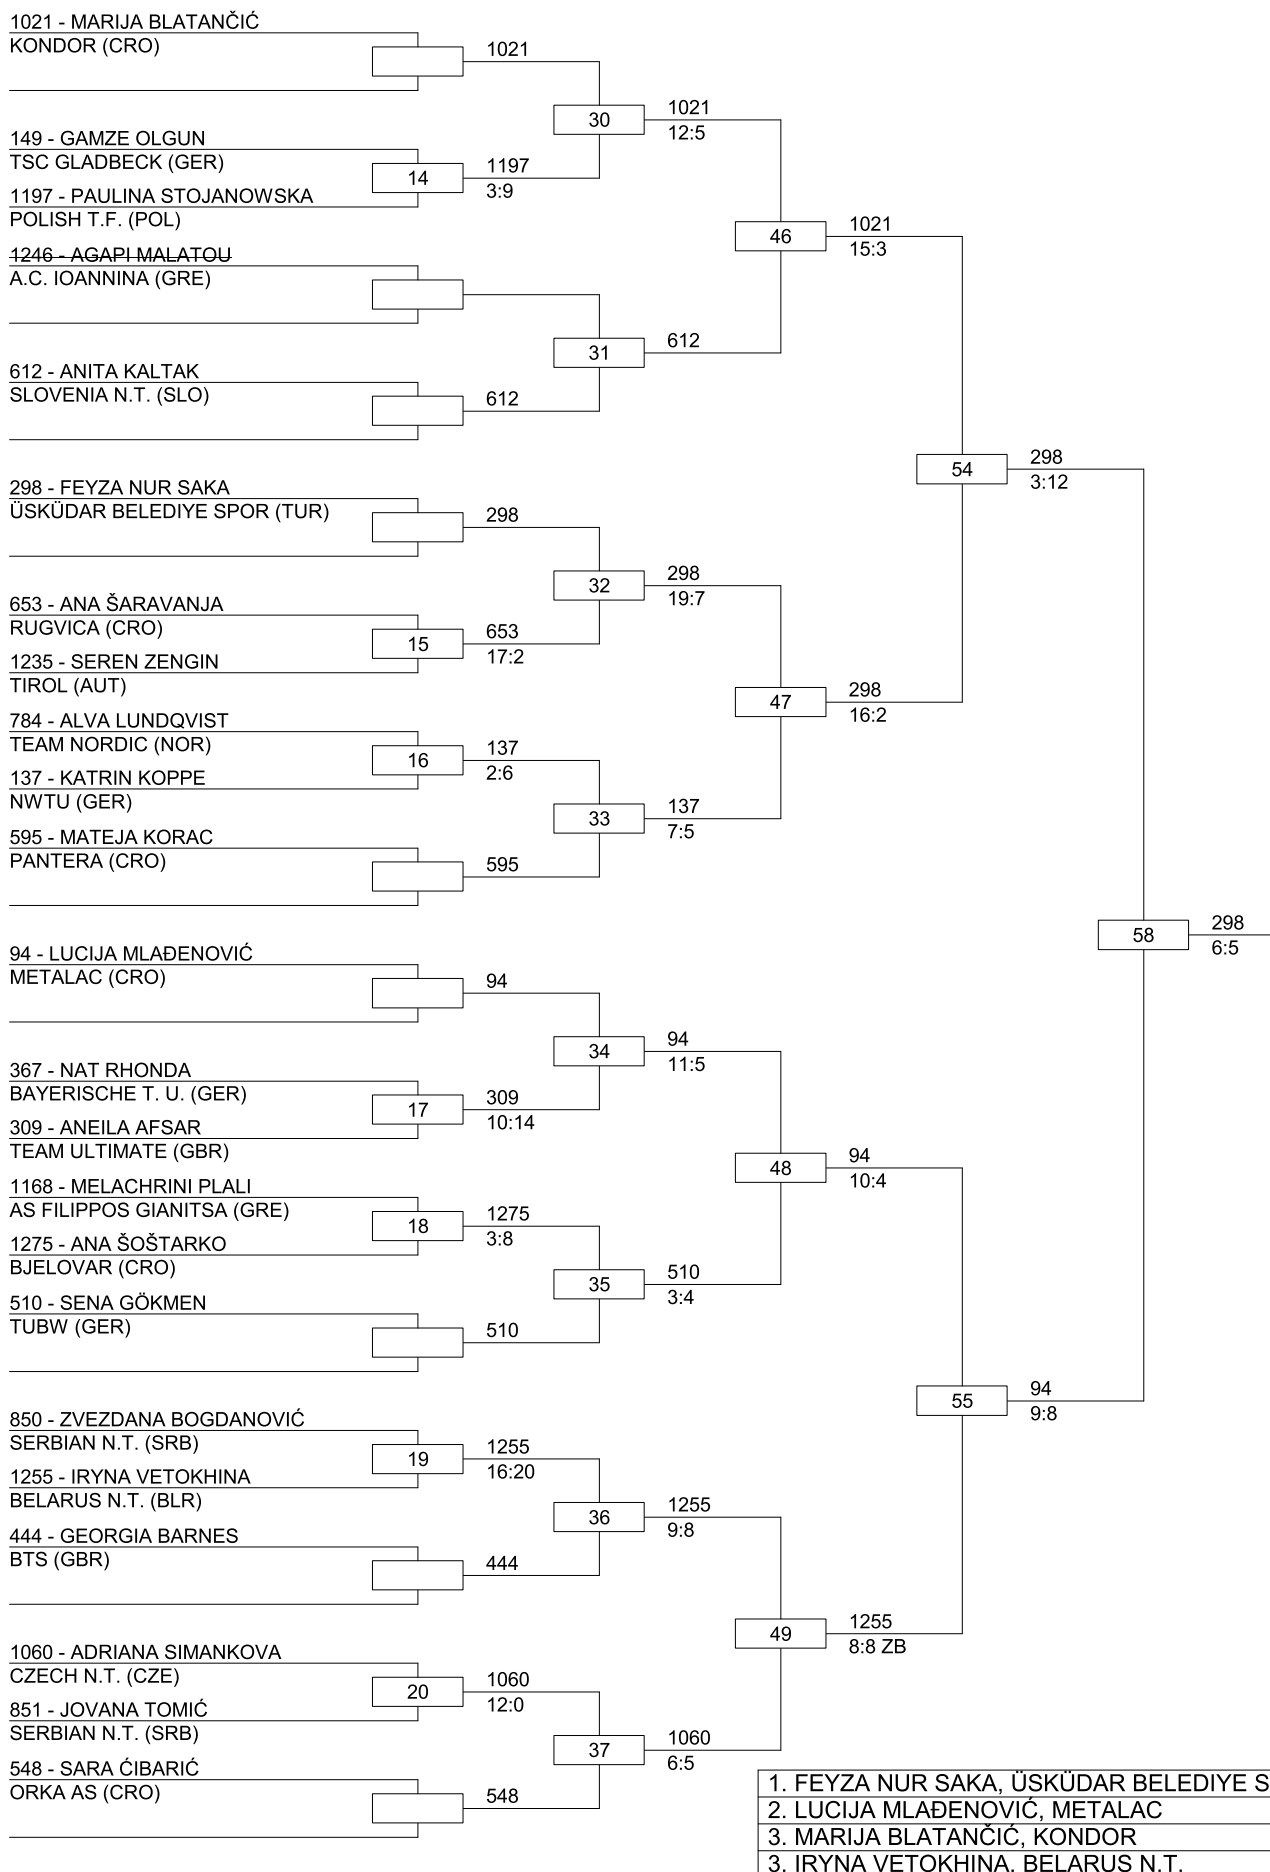 1021 - MARIJA BLATANČIĆ
KONDOR (CRO)
1021
30
1021
12:5
149 - GAMZE OLGUN
TSC GLADBECK (GER)
14
1197
3:9
1197 - PAULINA STOJANOWSKA
POLISH T.F. (POL)
46
1021
15:3
1246 - AGAPI MALATOU
A.C. IOANNINA (GRE)
31
612
612 - ANITA KALTAK
SLOVENIA N.T. (SLO)
612
54
298
3:12
298 - FEYZA NUR SAKA
ÜSKÜDAR BELEDIYE SPOR (TUR)
298
32
298
19:7
653 - ANA ŠARAVANJA
RUGVICA (CRO)
15
653
17:2
1235 - SEREN ZENGIN
TIROL (AUT)
47
298
16:2
784 - ALVA LUNDQVIST
TEAM NORDIC (NOR)
16
137
2:6
137 - KATRIN KOPPE
NWTU (GER)
33
137
7:5
595 - MATEJA KORAC
PANTERA (CRO)
595
58
298
6:5
94 - LUCIJA MLAĐENOVIĆ
METALAC (CRO)
94
34
94
11:5
367 - NAT RHONDA
BAYERISCHE T. U. (GER)
17
309
10:14
309 - ANEILA AFSAR
TEAM ULTIMATE (GBR)
48
94
10:4
1168 - MELACHRINI PLALI
AS FILIPPOS GIANITSA (GRE)
18
1275
3:8
1275 - ANA ŠOŠTARKO
BJELOVAR (CRO)
35
510
3:4
510 - SENA GÖKMEN
TUBW (GER)
510
55
94
9:8
850 - ZVEZDANA BOGDANOVIĆ
SERBIAN N.T. (SRB)
19
1255
16:20
1255 - IRYNA VETOKHINA
BELARUS N.T. (BLR)
36
1255
9:8
444 - GEORGIA BARNES
BTS (GBR)
444
49
1255
8:8 ZB
1060 - ADRIANA SIMANKOVA
CZECH N.T. (CZE)
20
1060
12:0
851 - JOVANA TOMIĆ
SERBIAN N.T. (SRB)
37
1060
6:5
548 - SARA ĆIBARIĆ
ORKA AS (CRO)
548
1. FEYZA NUR SAKA, ÜSKÜDAR BELEDIYE S
2. LUCIJA MLAĐENOVIĆ, METALAC
3. MARIJA BLATANČIĆ, KONDOR
3. IRYNA VETOKHINA, BELARUS N.T.